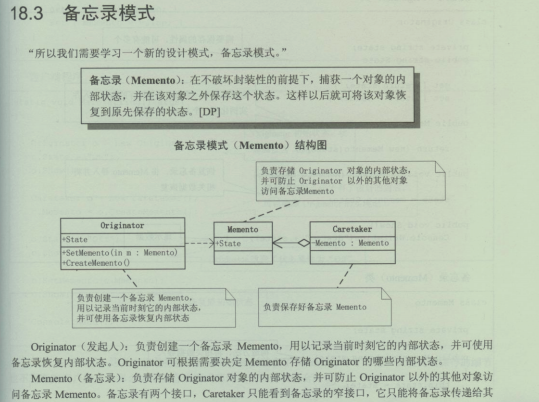 18.3 备忘录模式
“所以我们需要学习一个新的设计模式，备忘录模式。”
备忘录（Memento）：在不破坏封装性的前提下，捕获一个对象的内
部状态，并在该对象之外保存这个状态。这样以后就可将该对象恢
复到原先保存的状态。[DP]
备忘录模式（Memento）结构图
负责存储 Originator 对象的内部状态，
并可防止 Originator 以外的其他对象
访问备忘录Memento
Originator
+State
+SetMemento(in m : Memento)
+CreateMemento()
Memento
+State
Caretaker
-Memento : Memento
负责创建一个备忘录 Memento，
用以记录当前时刻它的内部状态，
并可使用备忘录恢复内部状态
负责保存好备忘录 Memento
Originator（发起人）：负责创建一个备忘录 Memento，用以记录当前时刻它的内部状态，并可使用
备忘录恢复内部状态。Originator 可根据需要决定 Memento 存储 Originator 的哪些内部状态。
Memento（备忘录）：负责存储 Originator 对象的内部状态，并可防止 Originator 以外的其他对象访
问备忘录 Memento。备忘录有两个接口，Caretaker 只能看到备忘录的窄接口，它只能将备忘录传递给其